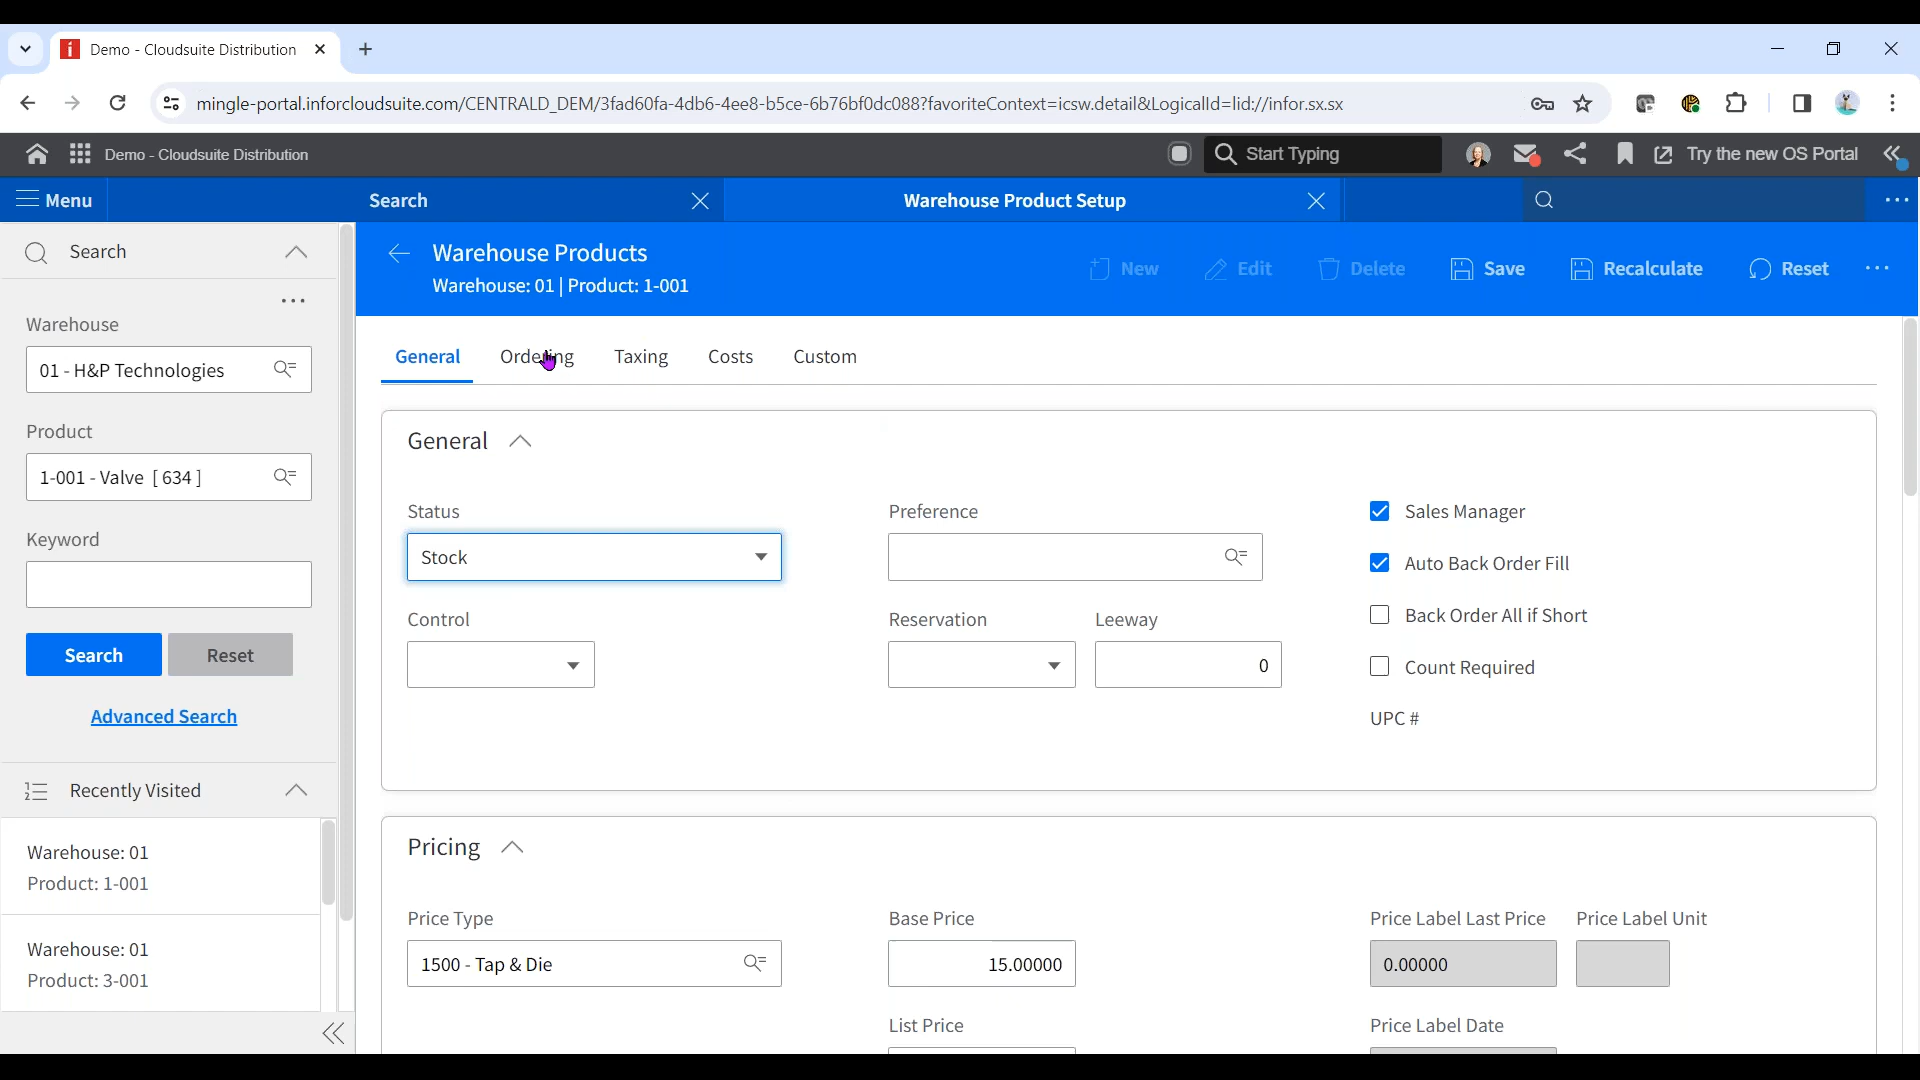 Demo - Cloudsuite Distribution
mingle-portal.inforcloudsuite.com/CENTRALD_DEM/3fad60fa-4db6-4ee8-b5ce-6b76bf0dc088?favoriteContext=icsw.detail&LogicalId=lid://infor.sx.sx
Demo - Cloudsuite Distribution
Start Typing
Try the new OS Portal
Menu
Search
Warehouse Product Setup
Search
Warehouse Products
Warehouse: 01 | Product: 1-001
New
Edit
Delete
Save
Recalculate
Reset
Warehouse
01 - H&P Technologies
Product
1-001 - Valve [ 634 ]
Keyword
Search
Reset
Advanced Search
Recently Visited
Warehouse: 01
Product: 1-001
Warehouse: 01
Product: 3-001
General
Ordering
Taxing
Costs
Custom
General
Status
Stock
Control
Preference
Reservation
Leeway
0
Sales Manager
Auto Back Order Fill
Back Order All if Short
Count Required
UPC #
Pricing
Price Type
1500 - Tap & Die
Base Price
15.00000
List Price
Price Label Last Price
0.00000
Price Label Unit
Price Label Date